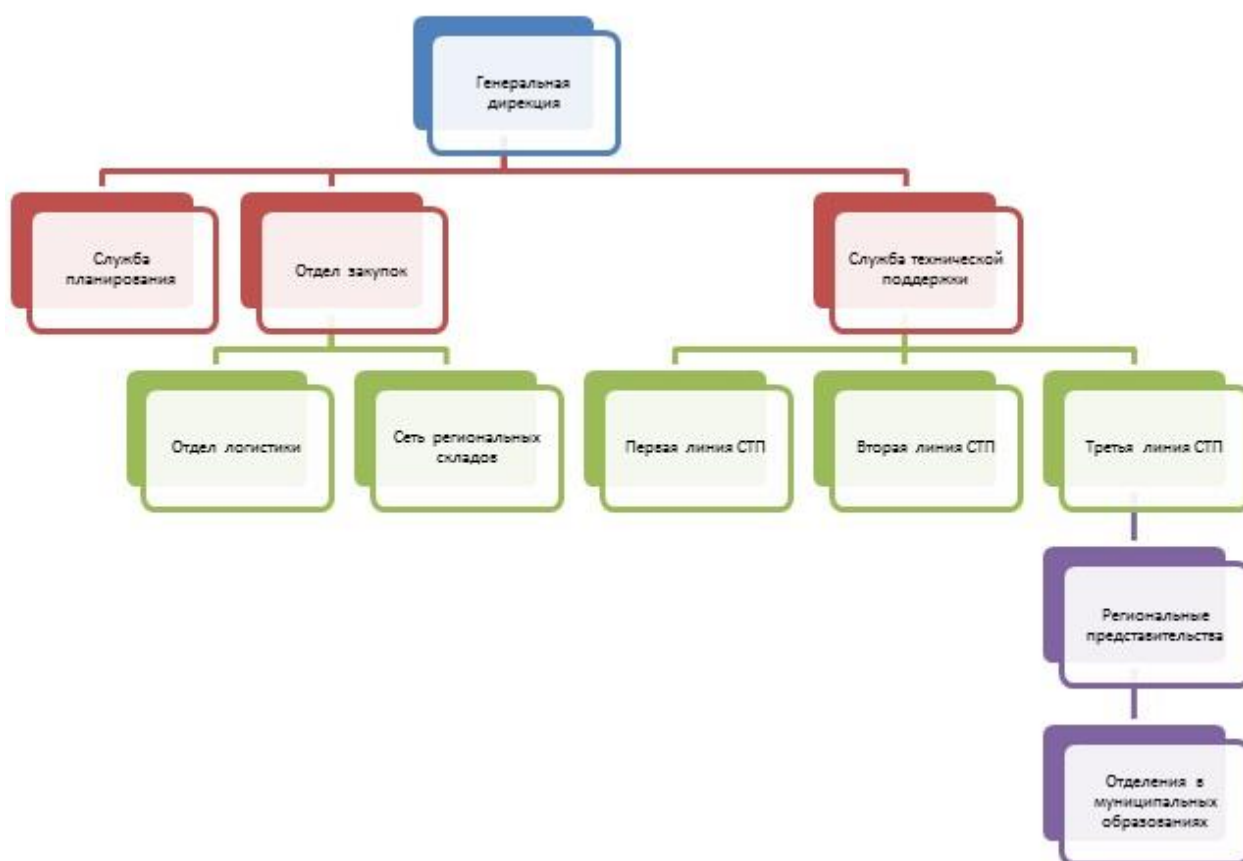 Генеральная
дирекция
Служба
планирования
Отдел закупок
Служба технической
поддержки
Отдел логистики
Сеть региональных
складов
Первая линия СТП
Вторая линия СТП
Третья линия СТП
Региональные
представительства
Отделения в
муниципальных
образованиях